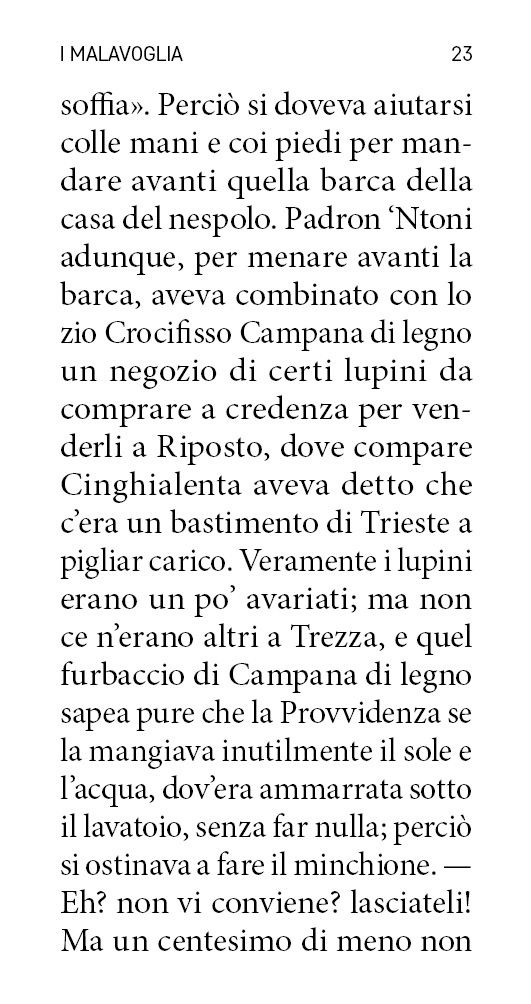 I MALAVOGLIA 23
soffia». Perciò si doveva aiutarsi
colle mani e coi piedi per man-
dare avanti quella barca della
casa del nespolo. Padron ‘Ntoni
adunque, per menare avanti la
barca, aveva combinato con lo
zio Crocifisso Campana di legno
un negozio di certi lupini da
comprare a credenza per ven-
derli a Riposto, dove compare
Cinghialenta aveva detto che
c’era un bastimento di Trieste a
pigliar carico. Veramente i lupini
erano un po’ avariati; ma non
ce n’erano altri a Trezza, e quel
furbaccio di Campana di legno
sapea pure che la Provvidenza se
la mangiava inutilmente il sole e
l’acqua, dov’era ammarrata sotto
il lavatoio, senza far nulla; perciò
si ostinava a fare il minchione. —
Eh? non vi conviene? lasciateli!
Ma un centesimo di meno non